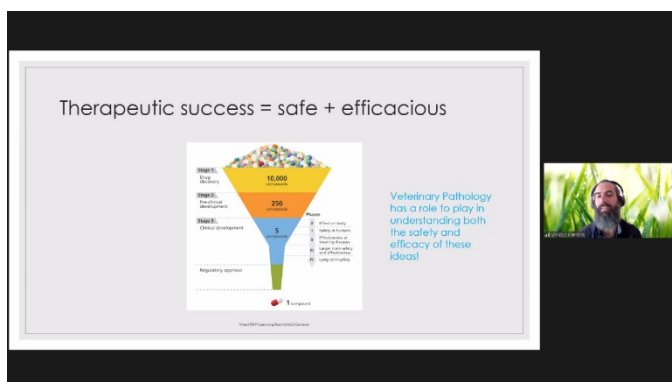 Therapeutic success = safe + efficacious
Stage 1
Drug
discovery
10,000
compounds
Stage 2
Pre-clinical
development
250
compounds
Stage 3
Clinical development
5
compounds
Phases
0 Effect on body
I Safety in humans
II Effectiveness at
treating diseases
III Larger scale safety
and effectiveness
IV Long term safety
Regulatory approval
1 compound
Veterinary Pathology
has a role to play in
understanding both
the safety and
efficacy of these
ideas!